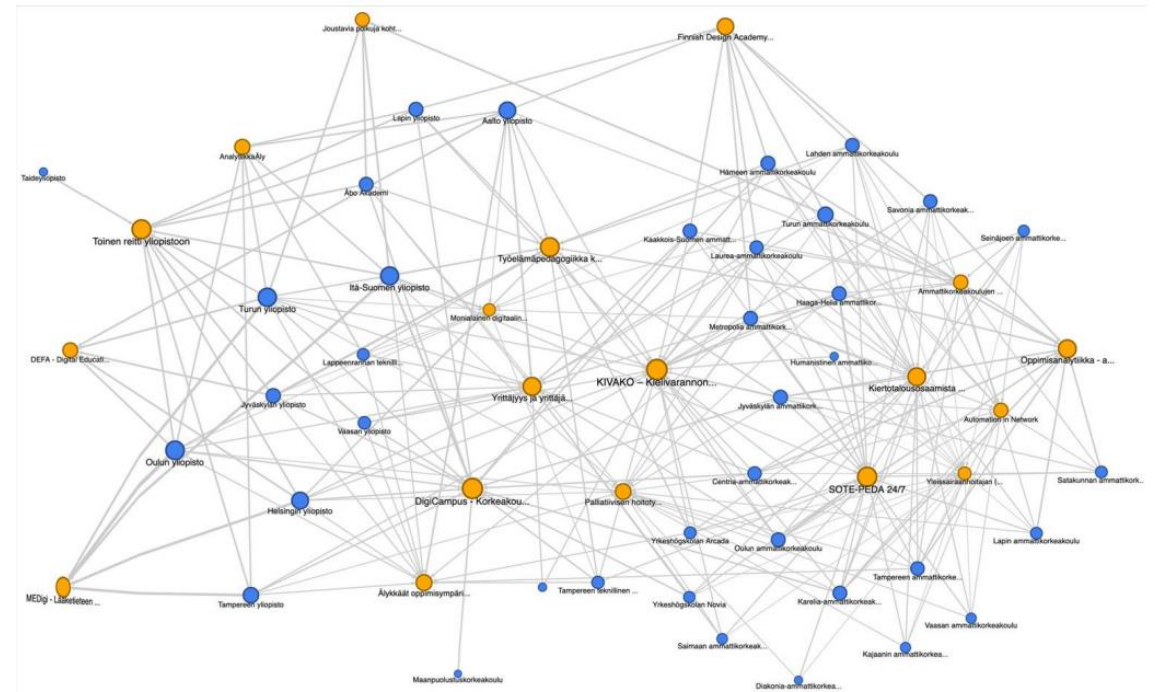 Joustavia polkuja koht...
Finnish Design Academy...
Lapin yliopisto
Aalto yliopisto
AnalytiikkaÄly
Lahden ammattikorkeakoulu
Hämeen ammattikorkeakoulu
Taideyliopisto
Åbo Akademi
Savonia ammattikorkeak...
Turun ammattikorkeakoulu
Toinen reitti yliopistoon
Kaakkois-Suomen ammatt...
Seinäjoen ammattikorke...
Laurea-ammattikorkeakoulu
Työelämäpedagogiikka k...
Itä-Suomen yliopisto
Ammattikorkeakoulujen ...
Turun yliopisto
Haaga-Helia ammattikor...
Monialainen digitaalin...
Metropolia ammattikork...
DEFA - Digital Educati...
Lappeenrannan teknilli...
Humanistinen ammattiko...
Oppimisanalytiikka - a...
KIVAKO – Kielivarannon...
Kiertotalousosaamista ...
Yrittäjyys ja yrittäjä...
Jyväskylän yliopisto
Jyväskylän ammattikork...
Automation in Network
Vaasan yliopisto
Oulun yliopisto
Centria-ammattikorkeak...
SOTE-PEDA 24/7
Yleissairaanhoitajan (...
Satakunnan ammattikork...
DigiCampus - Korkeakou...
Palliatiivisen hoitoty...
Helsingin yliopisto
Yrkeshögskolan Arcada
Oulun ammattikorkeakoulu
Lapin ammattikorkeakoulu
Tampereen ammattikorke...
MEDigi - Lääketieteen ...
Tampereen yliopisto
Älykkäät oppimisympäri...
Tampereen teknillinen ...
Yrkeshögskolan Novia
Karelia-ammattikorkeak...
Vaasan ammattikorkeakoulu
Saimaan ammattikorkeak...
Kajaanin ammattikorkea...
Maanpuolustuskorkeakoulu
Diakonia-ammattikorkea...